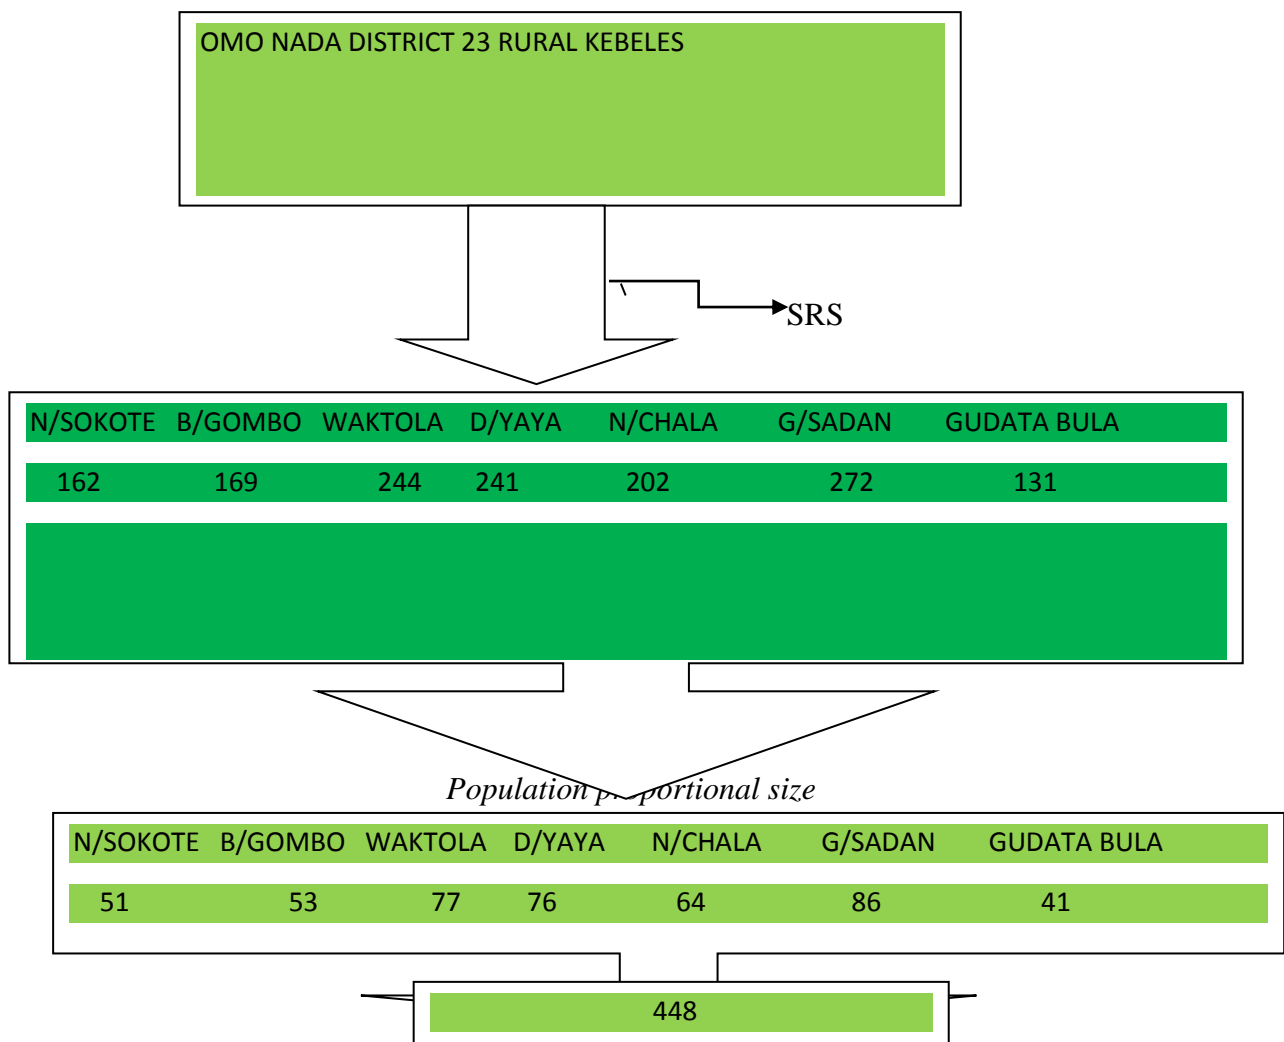 OMO NADA DISTRICT 23 RURAL KEBELES
SRS
N/SOKOTE B/GOMBO WAKTOLA D/YAYA N/CHALA G/SADAN GUDATA BULA
162 169 244 241 202 272 131
Population proportional size
N/SOKOTE B/GOMBO WAKTOLA D/YAYA N/CHALA G/SADAN GUDATA BULA
51 53 77 76 64 86 41
448